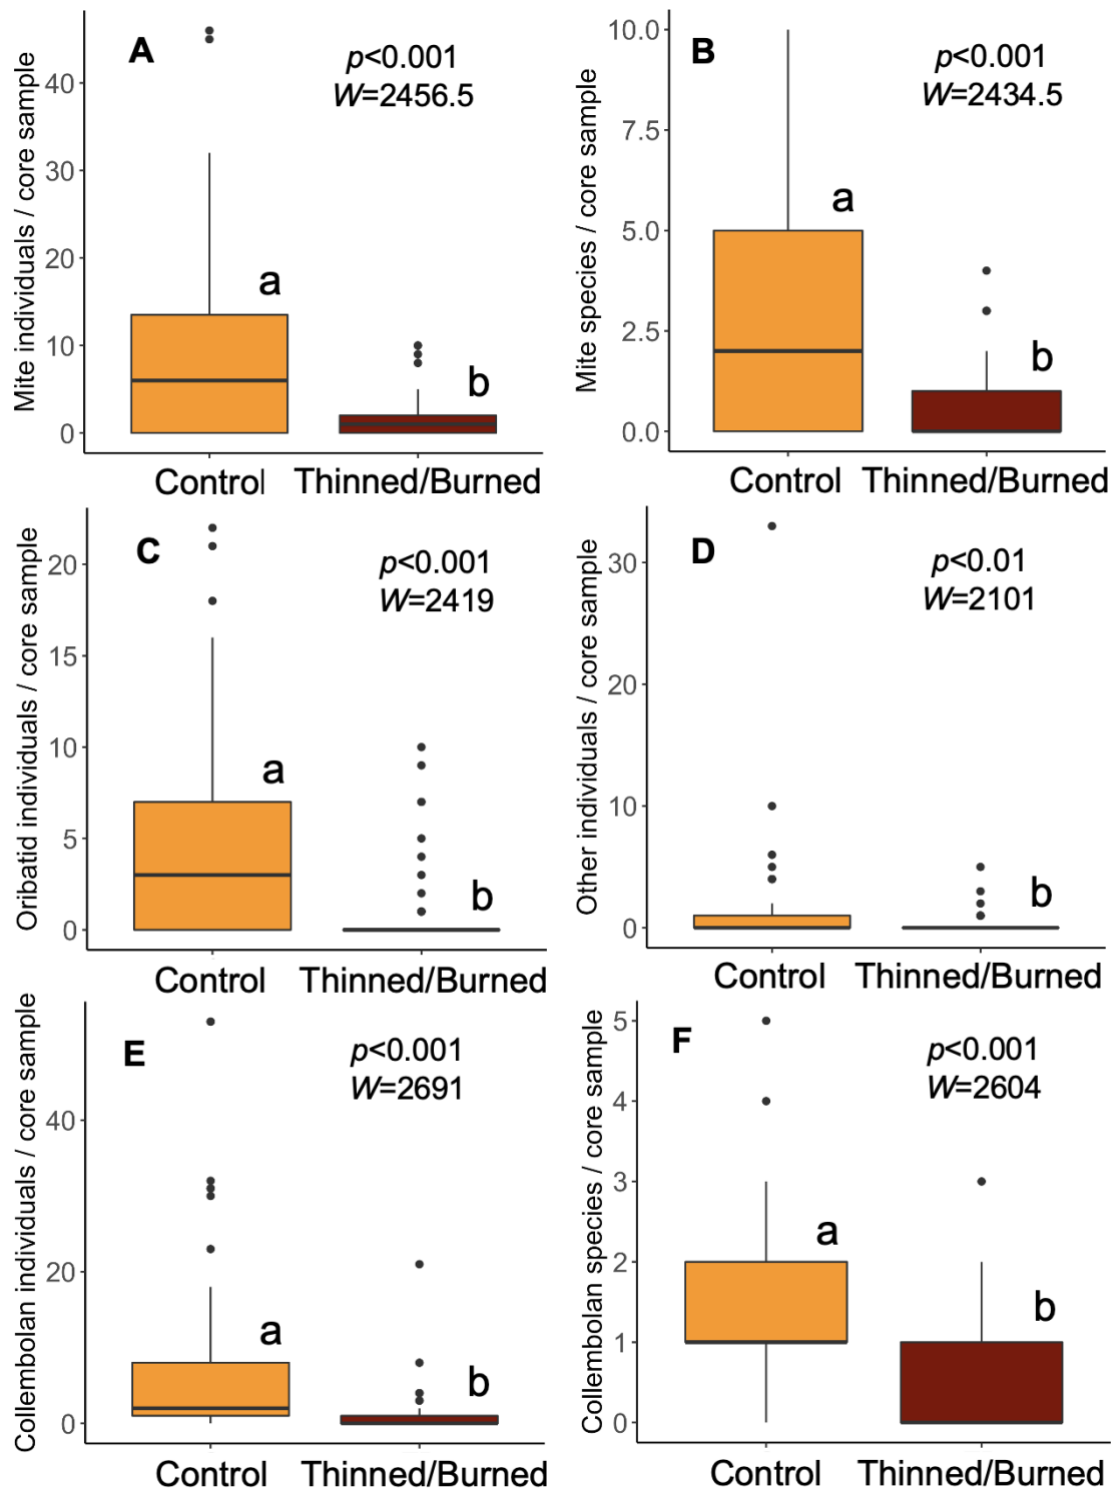 A
p<0.001
W=2456.5
Mite individuals / core sample
40
30
20
10
0
a
b
Control
Thinned/Burned
B
p<0.001
W=2434.5
Mite species / core sample
10.0
7.5
5.0
2.5
0.0
a
b
Control
Thinned/Burned
C
p<0.001
W=2419
Oribatid individuals / core sample
20
15
10
5
0
a
b
Control
Thinned/Burned
D
p<0.01
W=2101
Other individuals / core sample
30
20
10
0
b
Control
Thinned/Burned
E
p<0.001
W=2691
Collembolan individuals / core sample
40
20
0
a
b
Control
Thinned/Burned
F
p<0.001
W=2604
Collembolan species / core sample
5
4
3
2
1
0
a
b
Control
Thinned/Burned